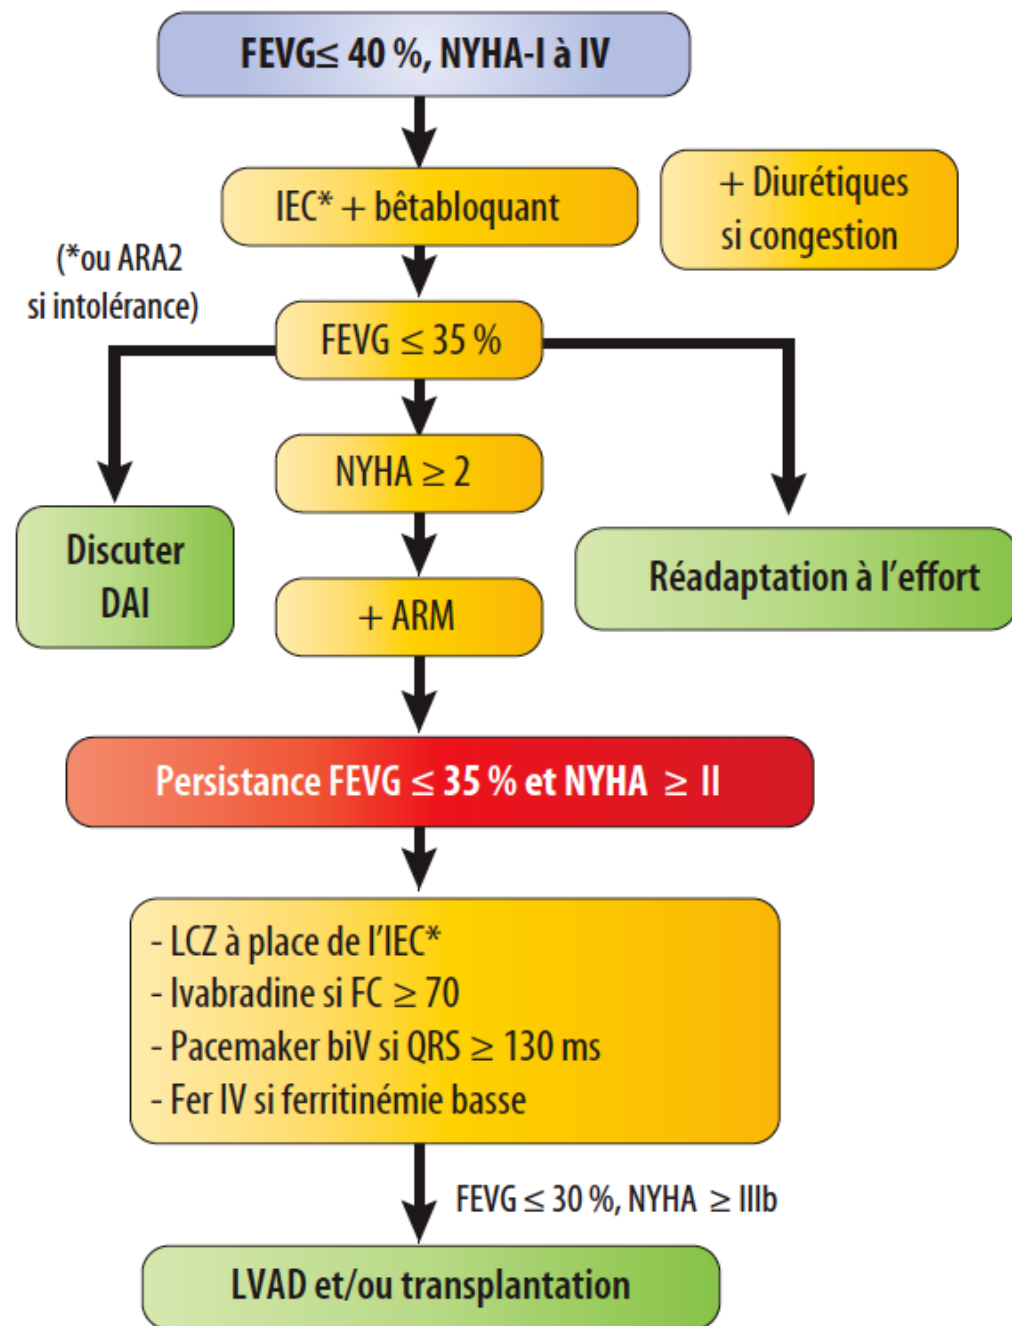 FEVG≤ 40 %, NYHA-I à IV
IEC* + bêtabloquant
+ Diurétiques
si congestion
(*ou ARA2
si intolérance)
FEVG ≤ 35 %
NYHA ≥ 2
Discuter
DAI
Réadaptation à l’effort
+ ARM
Persistance FEVG ≤ 35 % et NYHA ≥ II
- LCZ à place de l’IEC*
- Ivabradine si FC ≥ 70
- Pacemaker biV si QRS ≥ 130 ms
- Fer IV si ferritinémie basse
FEVG ≤ 30 %, NYHA ≥ IIIb
LVAD et/ou transplantation